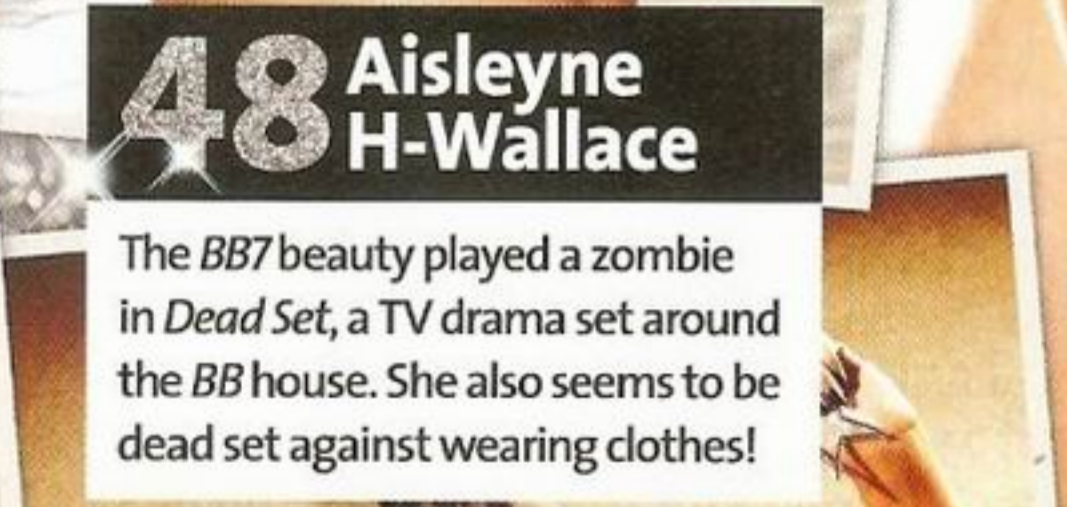 48 Aisleyne
H-Wallace
The BB7 beauty played a zombie
in Dead Set, a TV drama set around
the BB house. She also seems to be
dead set against wearing clothes!